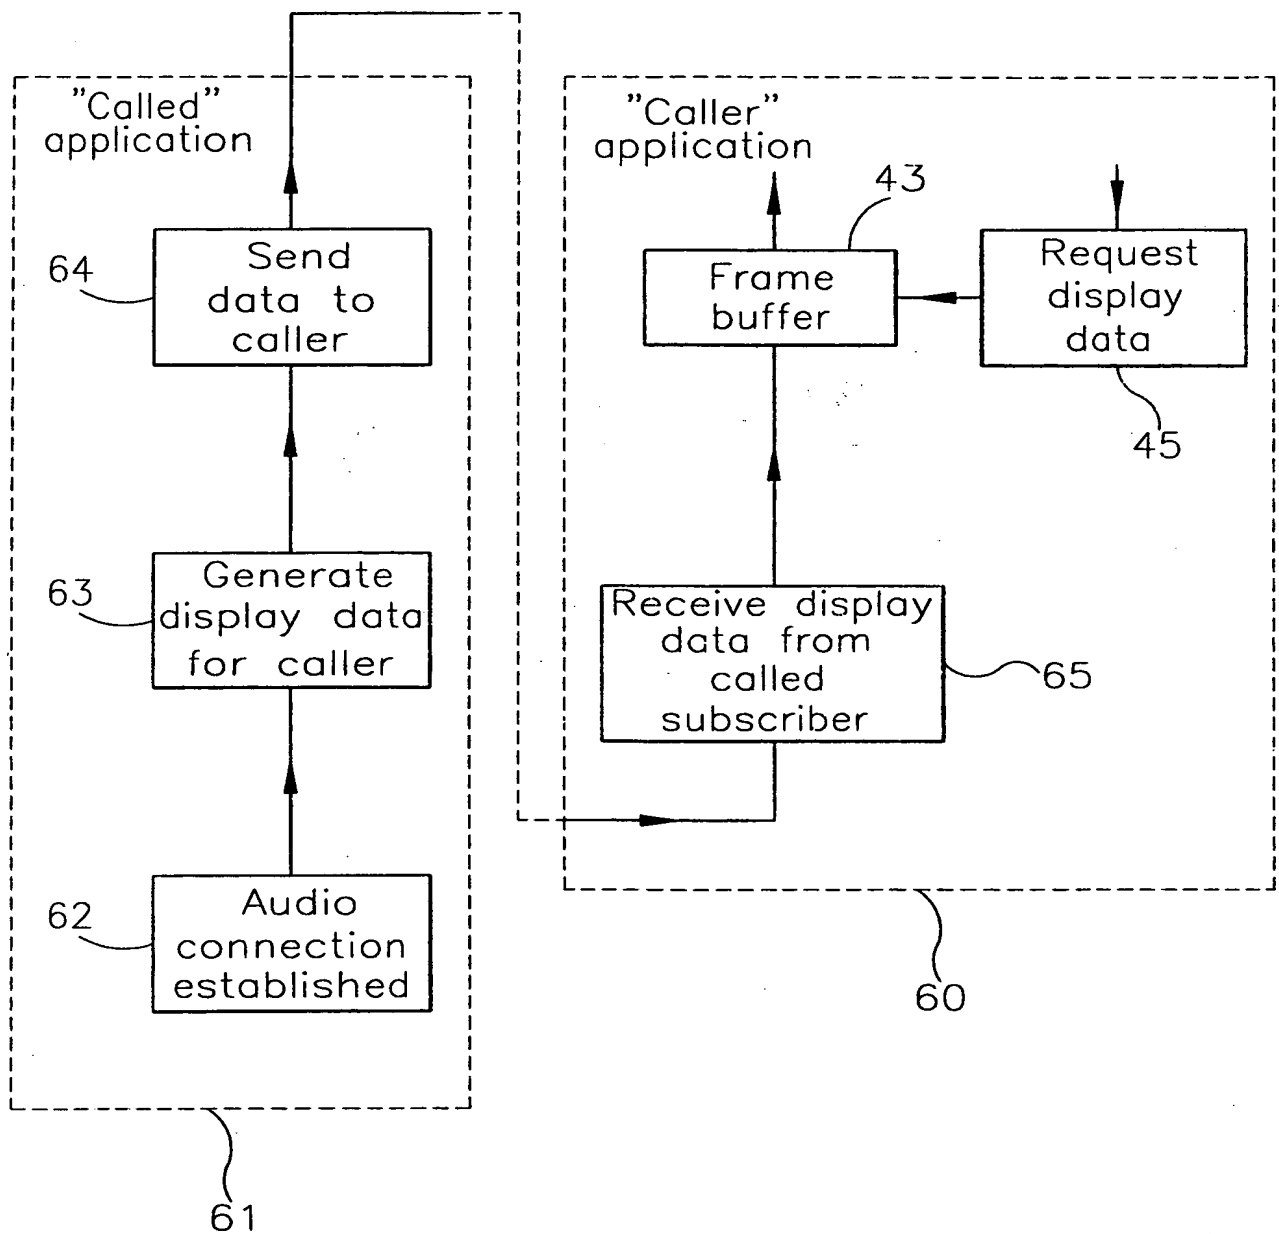 "Called"
application
64
Send
data to
caller
63
Generate
display data
for caller
62
Audio
connection
established
61
"Caller"
application
43
Frame
buffer
Request
display
data
45
Receive display
data from
called
subscriber
65
60